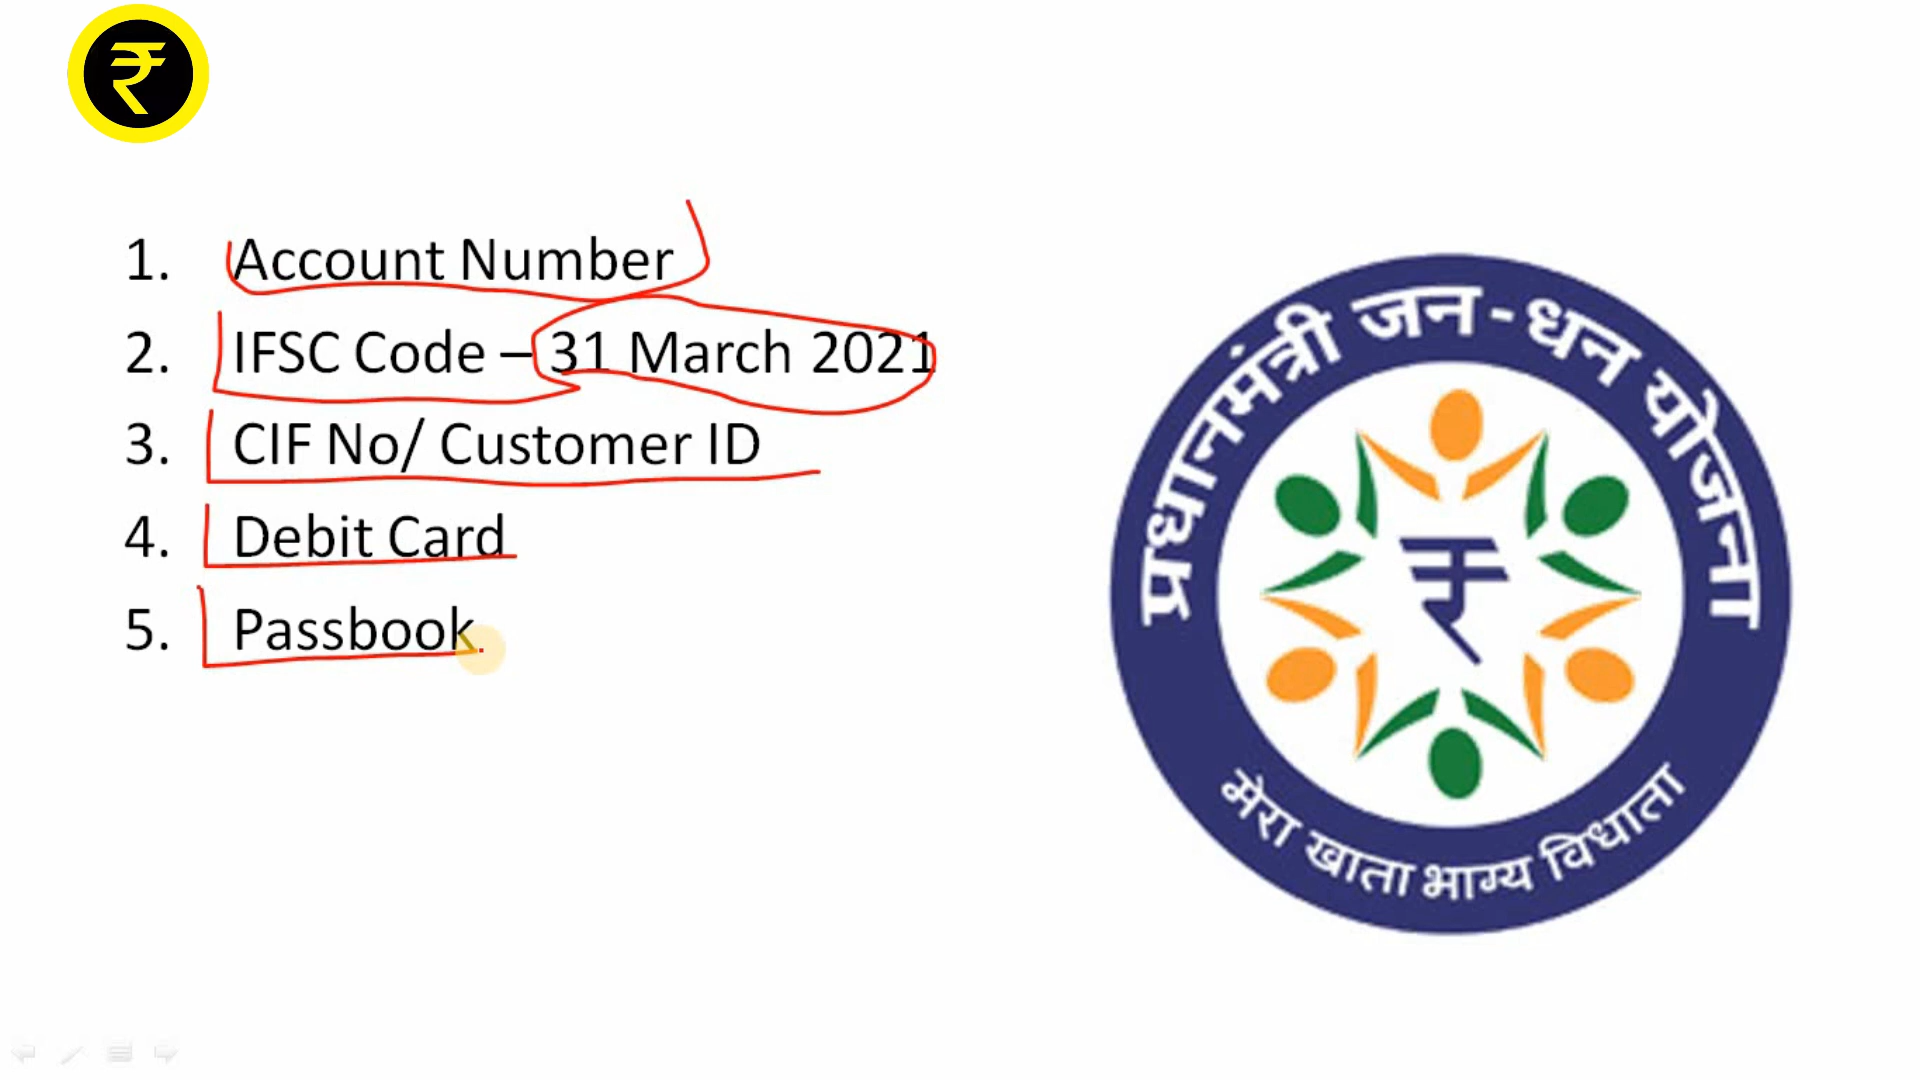 ₹
1. Account Number
2. IFSC Code – 31 March 2021
3. CIF No/ Customer ID
4. Debit Card
5. Passbook
प्रधानमंत्री जन-धन योजना
₹
मेरा खाता भाग्य विधाता